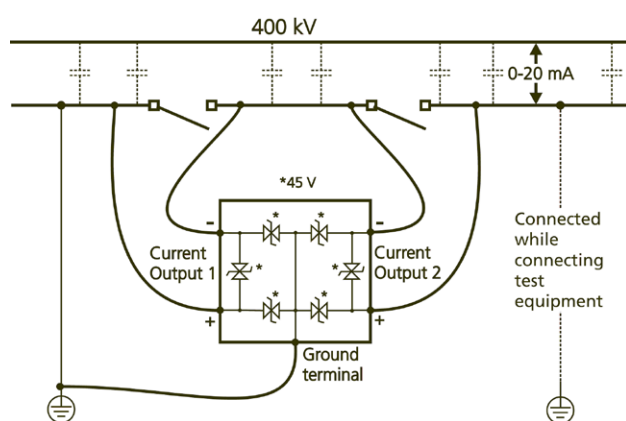 400 kV
0-20 mA
*45 V
-
*
*
-
Current
Output 1
*
*
Current
Output 2
*
*
+
+
Ground
terminal
Connected
while
connecting
test
equipment